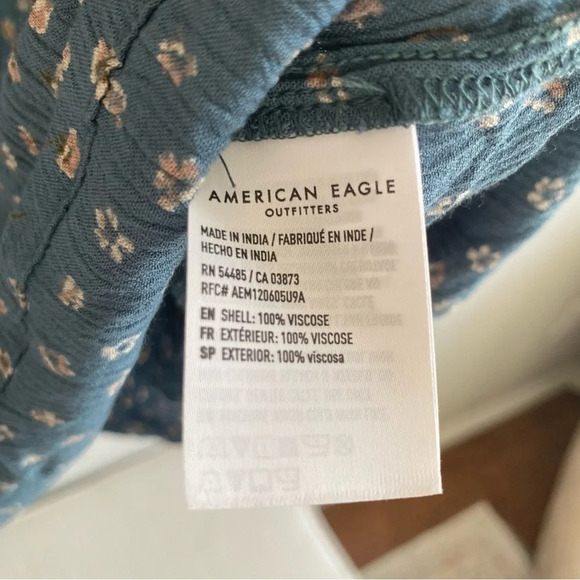 AMERICAN EAGLE
OUTFITTERS
MADE IN INDIA / FABRIQUÉ EN INDE /
HECHO EN INDIA
RN 54485 / CA 03873
RFC# AEM120605U9A
EN SHELL: 100% VISCOSE
FR EXTÉRIEUR: 100% VISCOSE
SP EXTERIOR: 100% viscosa